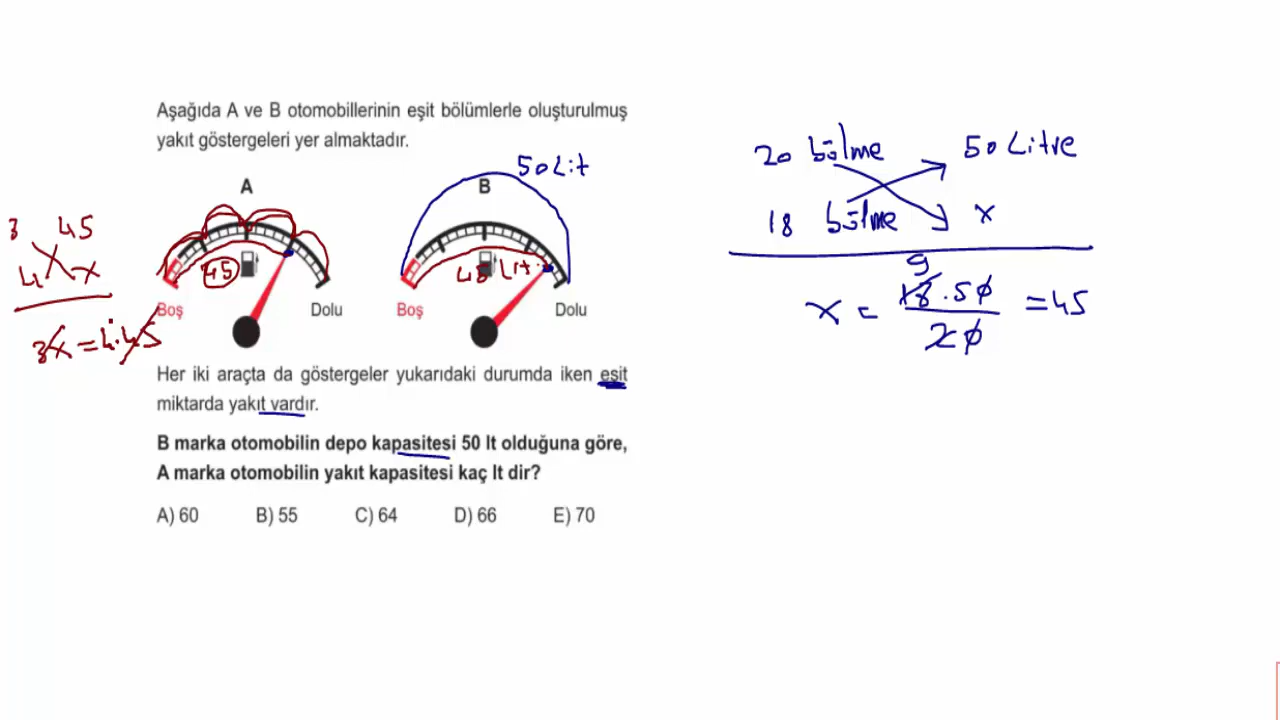 Aşağıda A ve B otomobillerinin eşit bölümlerle oluşturulmuş
yakıt göstergeleri yer almaktadır.
50 Lit
A
B
45
48 Lit
Boş
Dolu
Boş
Dolu
Her iki araçta da göstergeler yukarıdaki durumda iken eşit
miktarda yakıt vardır.
B marka otomobilin depo kapasitesi 50 lt olduğuna göre,
A marka otomobilin yakıt kapasitesi kaç lt dir?
A) 60 B) 55 C) 64 D) 66 E) 70
3 45
4 x
3x = 4.45
20 bölme 50 Litre
18 bölme x
9
x = 18.50 = 45
20